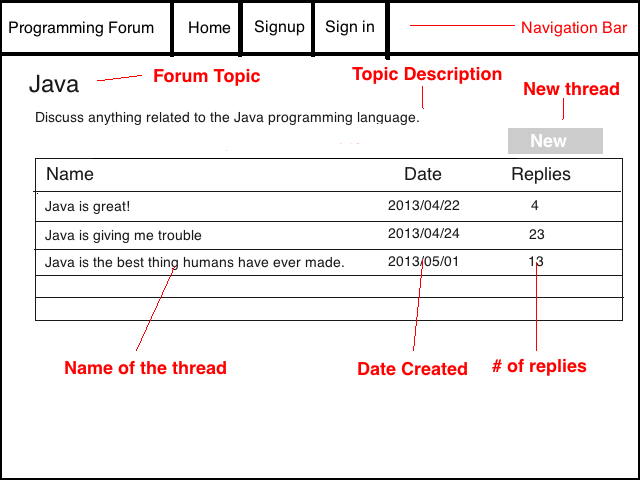 Programming Forum Home Signup Sign in Navigation Bar
Java Forum Topic Topic Description
New thread
Discuss anything related to the Java programming language.
New
Name Date Replies
Java is great! 2013/04/22 4
Java is giving me trouble 2013/04/24 23
Java is the best thing humans have ever made. 2013/05/01 13
Name of the thread Date Created # of replies